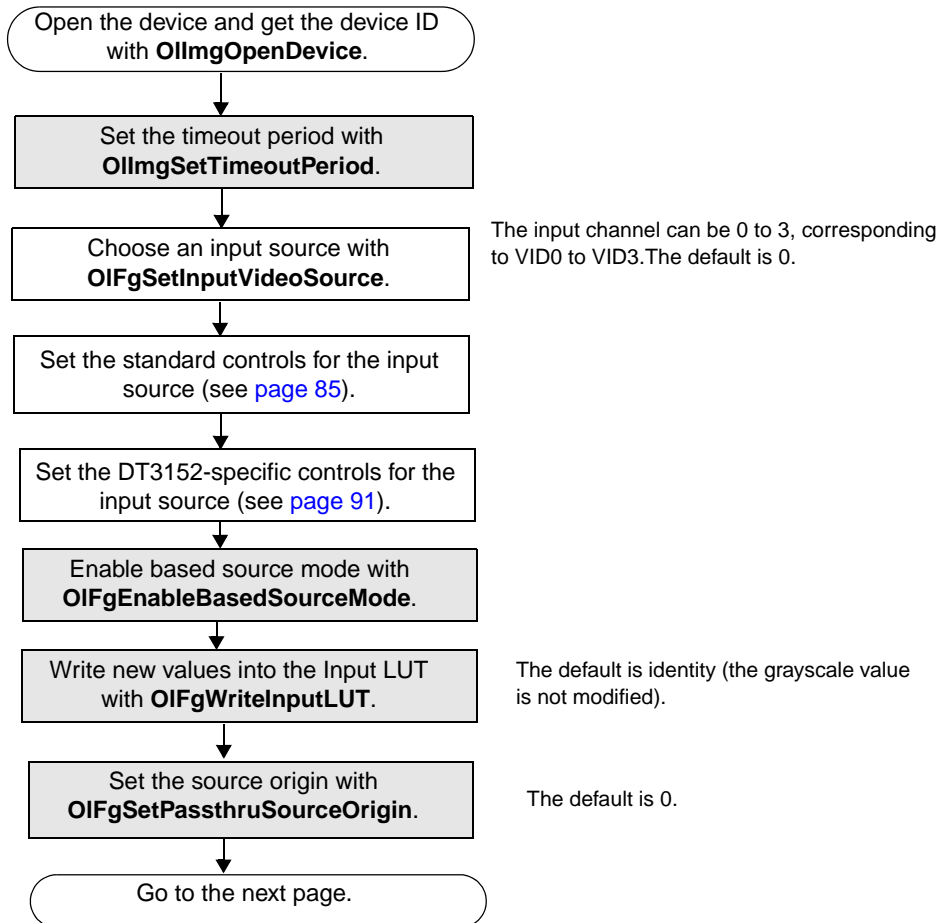 Open the device and get the device ID
with OlImgOpenDevice.
Set the timeout period with
OlImgSetTimeoutPeriod.
Choose an input source with
OlFgSetInputVideoSource.
The input channel can be 0 to 3, corresponding
to VID0 to VID3.The default is 0.
Set the standard controls for the input
source (see page 85).
Set the DT3152-specific controls for the
input source (see page 91).
Enable based source mode with
OlFgEnableBasedSourceMode.
Write new values into the Input LUT
with OlFgWriteInputLUT.
The default is identity (the grayscale value
is not modified).
Set the source origin with
OlFgSetPassthruSourceOrigin.
The default is 0.
Go to the next page.